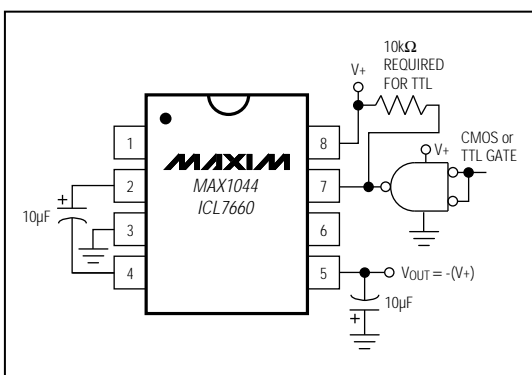 10kΩ
REQUIRED
FOR TTL
V+
CMOS or
TTL GATE
V+
1
2
3
4
8
7
6
5
MAXIM
MAX1044
ICL7660
+
10µF
VOUT = -(V+)
10µF
+